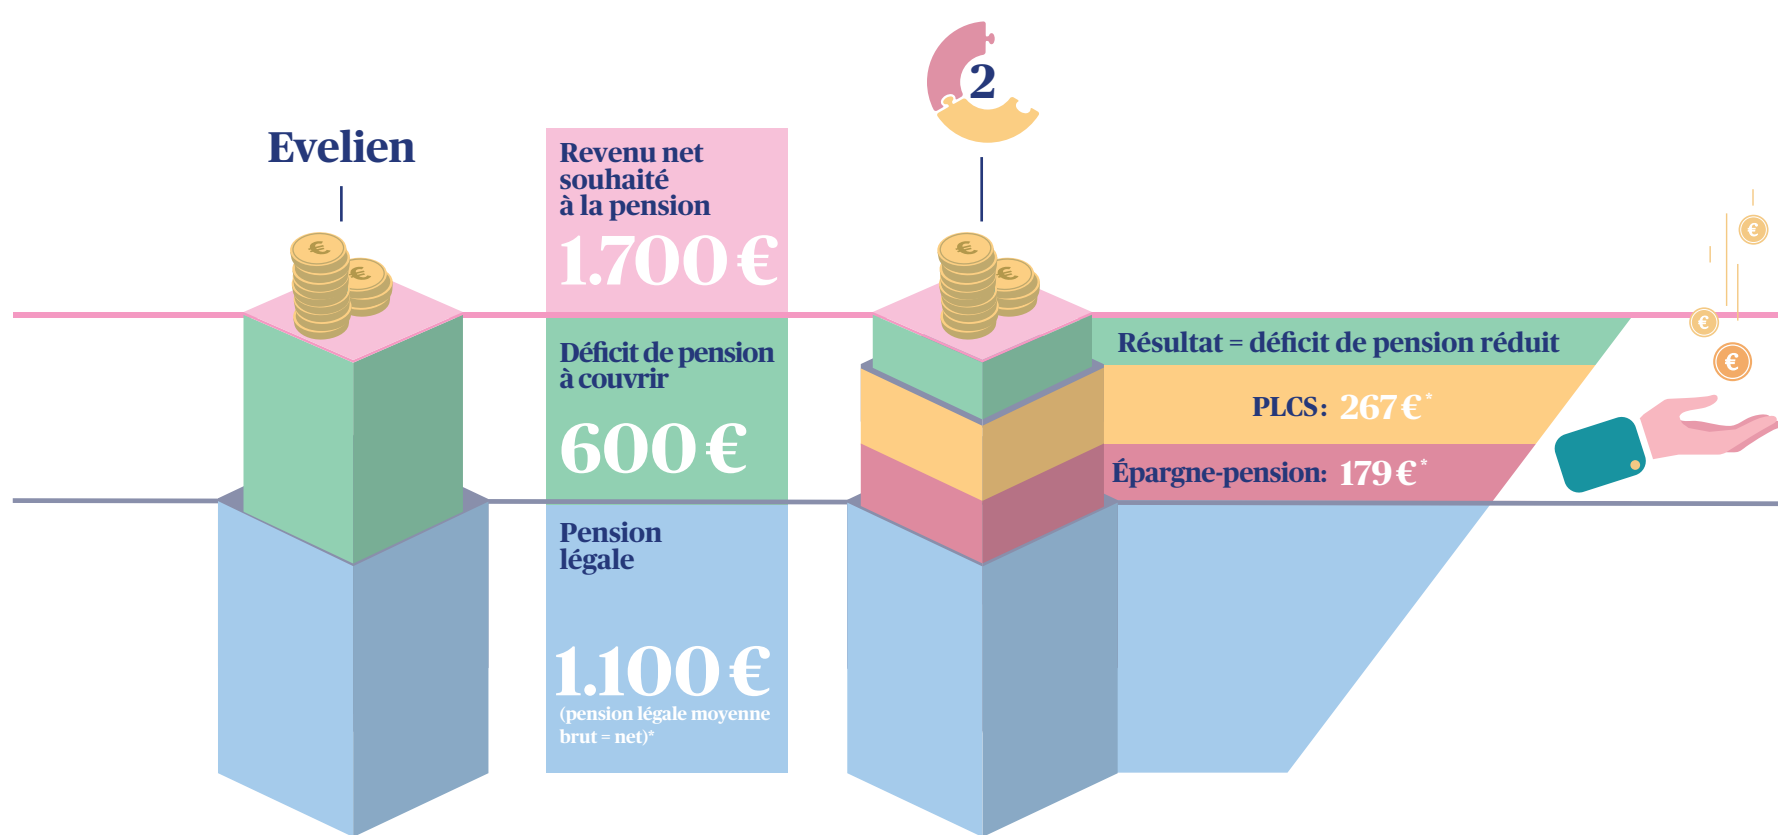 Evelien
Revenu net
souhaité
à la pension
1.700 €
Déficit de pension
à couvrir
600 €
Pension
légale
1.100 €
(pension légale moyenne
brut = net)*
2
Résultat = déficit de pension réduit
PLCS: 267 € *
Épargne-pension: 179 € *
€
€
€
€
€
€
€